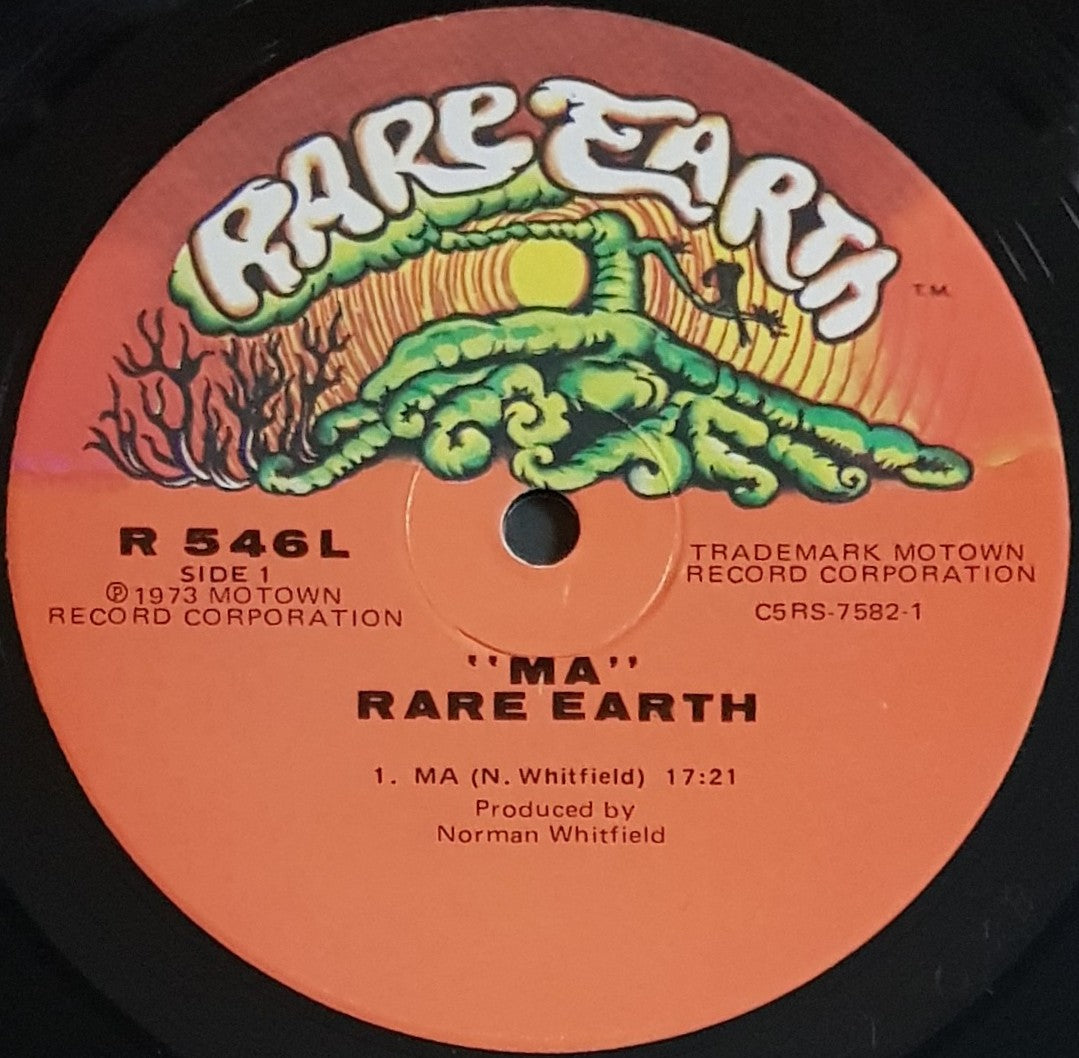 RARE EARTH
T.M.
R 546L
SIDE 1
℗ 1973 MOTOWN
RECORD CORPORATION
TRADEMARK MOTOWN
RECORD CORPORATION
C5RS-7582-1
"MA"
RARE EARTH
1. MA (N. Whitfield) 17:21
Produced by
Norman Whitfield